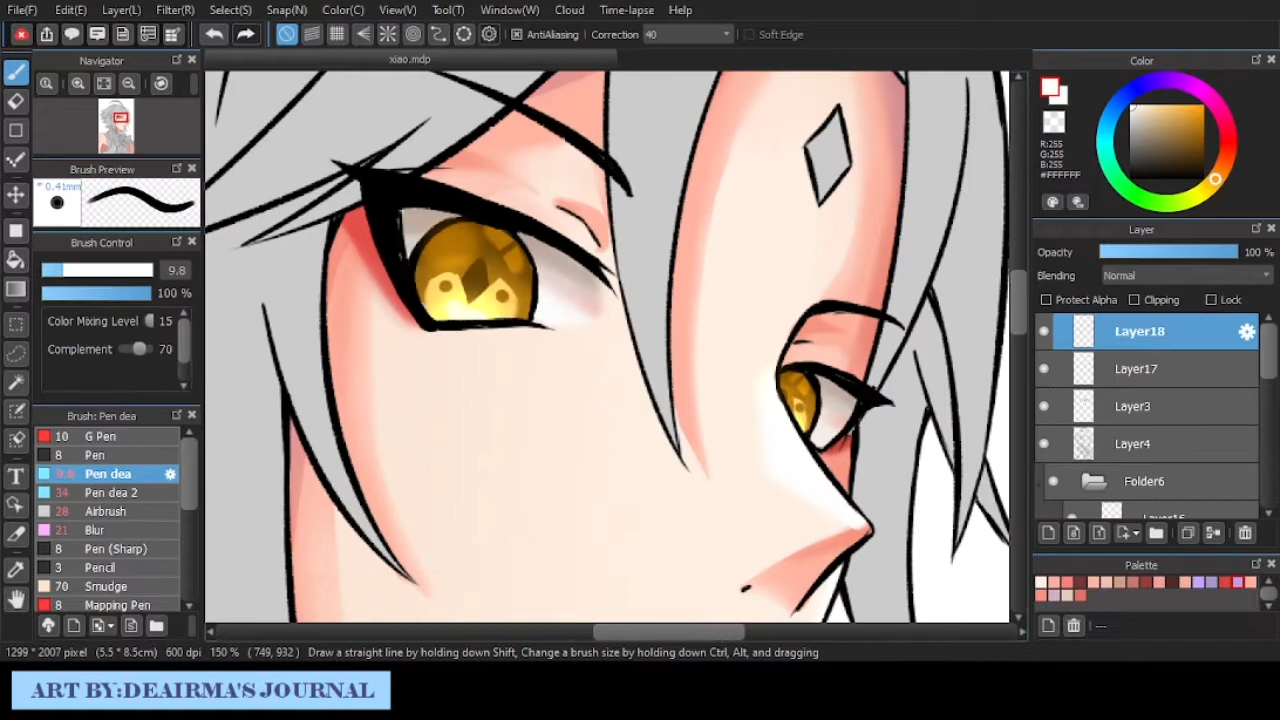 File(F) Edit(E) Layer(L) Filter(R) Select(S) Snap(N) Color(C) View(V) Tool(T) Window(W) Cloud Time-lapse Help
AntiAliasing Correction 40 Soft Edge
Navigator
xiao.mdp
Color
Brush Preview
0.41mm
R:255
G:255
B:255
#FFFFFF
Brush Control
9.8
100 %
Color Mixing Level 15
Complement 70
Layer
Opacity 100 %
Blending Normal
Protect Alpha Clipping Lock
Layer18
Layer17
Layer3
Layer4
Folder6
Layer16
Brush: Pen dea
10 G Pen
8 Pen
9.8 Pen dea
34 Pen dea 2
28 Airbrush
21 Blur
8 Pen (Sharp)
3 Pencil
70 Smudge
8 Mapping Pen
Palette
---
1299 * 2007 pixel (5.5 * 8.5cm) 600 dpi 150 % ( 749, 932 ) Draw a straight line by holding down Shift, Change a brush size by holding down Ctrl, Alt, and dragging
ART BY:DEAIRMA'S JOURNAL